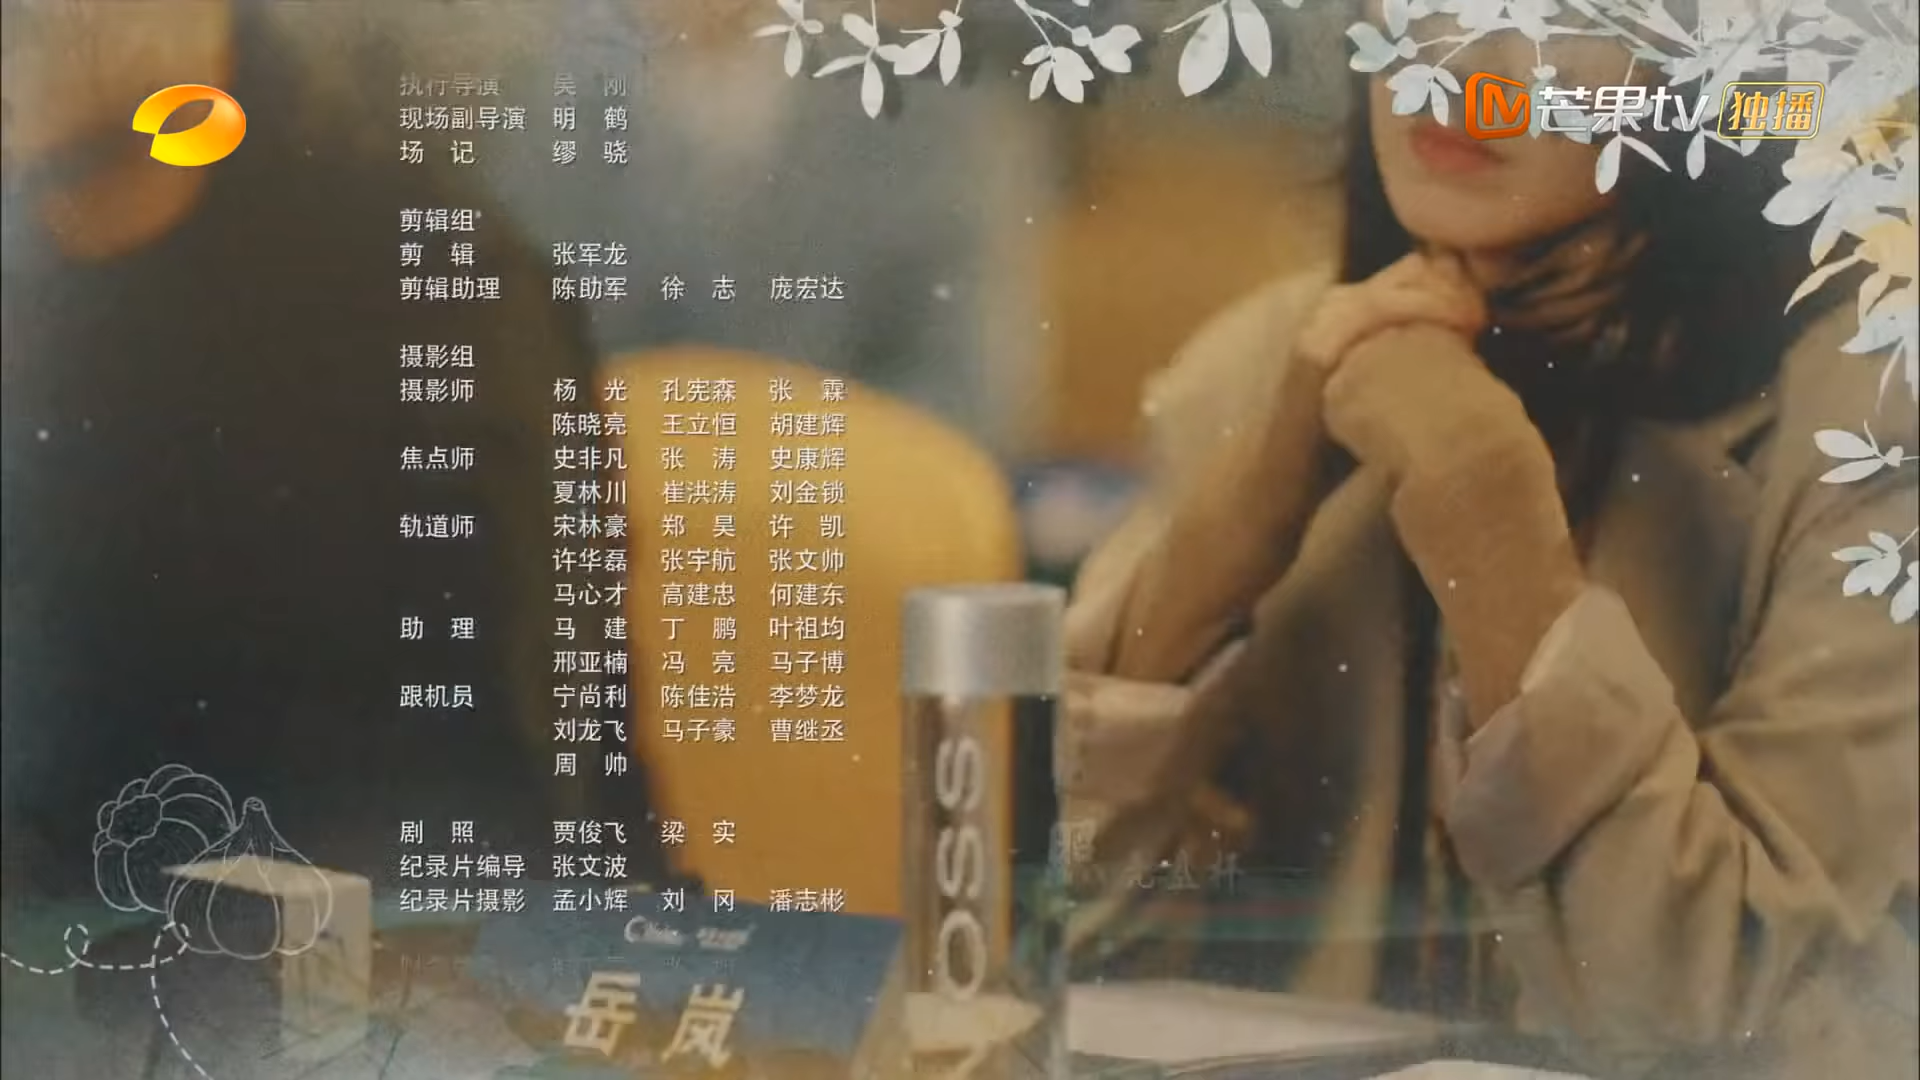 执行导演 吴 刚
现场副导演 明 鹤
场 记 缪 骁
芒果tv 独播
剪辑组
剪 辑 张军龙
剪辑助理 陈助军 徐 志 庞宏达
摄影组
摄影师 杨 光 孔宪森 张 霖
陈晓亮 王立恒 胡建辉
焦点师 史非凡 张 涛 史康辉
夏林川 崔洪涛 刘金锁
轨道师 宋林豪 郑 昊 许 凯
许华磊 张宇航 张文帅
马心才 高建忠 何建东
助 理 马 建 丁 鹏 叶祖均
邢亚楠 冯 亮 马子博
跟机员 宁尚利 陈佳浩 李梦龙
刘龙飞 马子豪 曹继丞
周 帅
剧 照 贾俊飞 梁 实
纪录片编导 张文波
纪录片摄影 孟小辉 刘 冈 潘志彬
岳岚
OSS